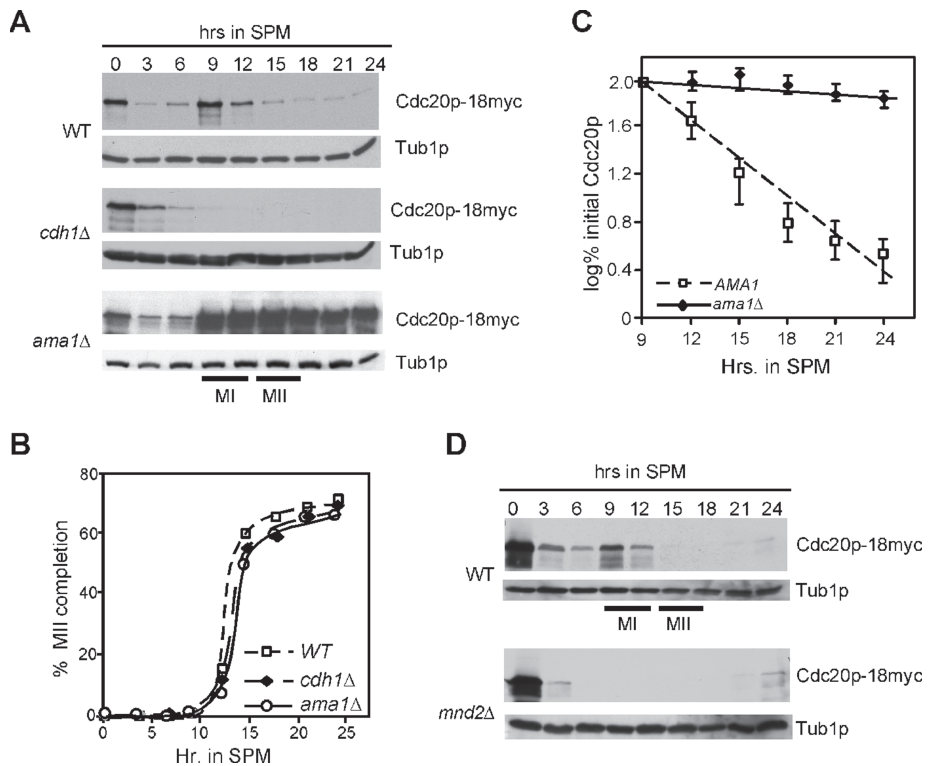 A
hrs in SPM
0 3 6 9 12 15 18 21 24
WT
Cdc20p-18myc
Tub1p
cdh1Δ
Cdc20p-18myc
Tub1p
ama1Δ
Cdc20p-18myc
Tub1p
MI MII
C
log% initial Cdc20p
2.0
1.6
1.2
0.8
0.4
0
AMA1
ama1Δ
9 12 15 18 21 24
Hrs. in SPM
B
% MII completion
80
60
40
20
0
WT
cdh1Δ
ama1Δ
0 5 10 15 20 25
Hr. in SPM
D
hrs in SPM
0 3 6 9 12 15 18 21 24
WT
Cdc20p-18myc
Tub1p
MI MII
mnd2Δ
Cdc20p-18myc
Tub1p